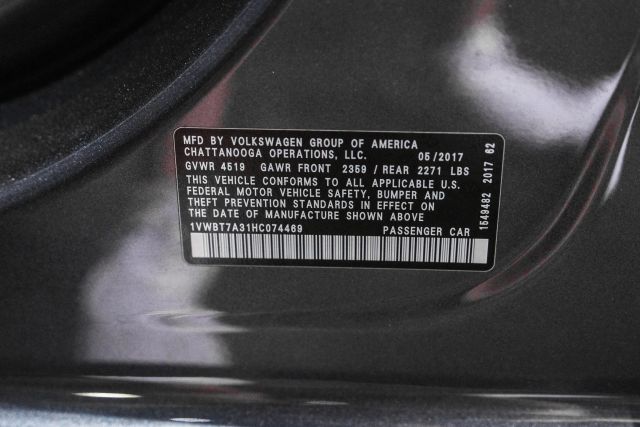 MFD BY VOLKSWAGEN GROUP OF AMERICA
CHATTANOOGA OPERATIONS, LLC. 05/2017
GVWR 4519 GAWR FRONT 2359 / REAR 2271 LBS
THIS VEHICLE CONFORMS TO ALL APPLICABLE U.S.
FEDERAL MOTOR VEHICLE SAFETY, BUMPER AND
THEFT PREVENTION STANDARDS IN EFFECT ON
THE DATE OF MANUFACTURE SHOWN ABOVE
1VWBT7A31HC074469 PASSENGER CAR
1549482 2017 62